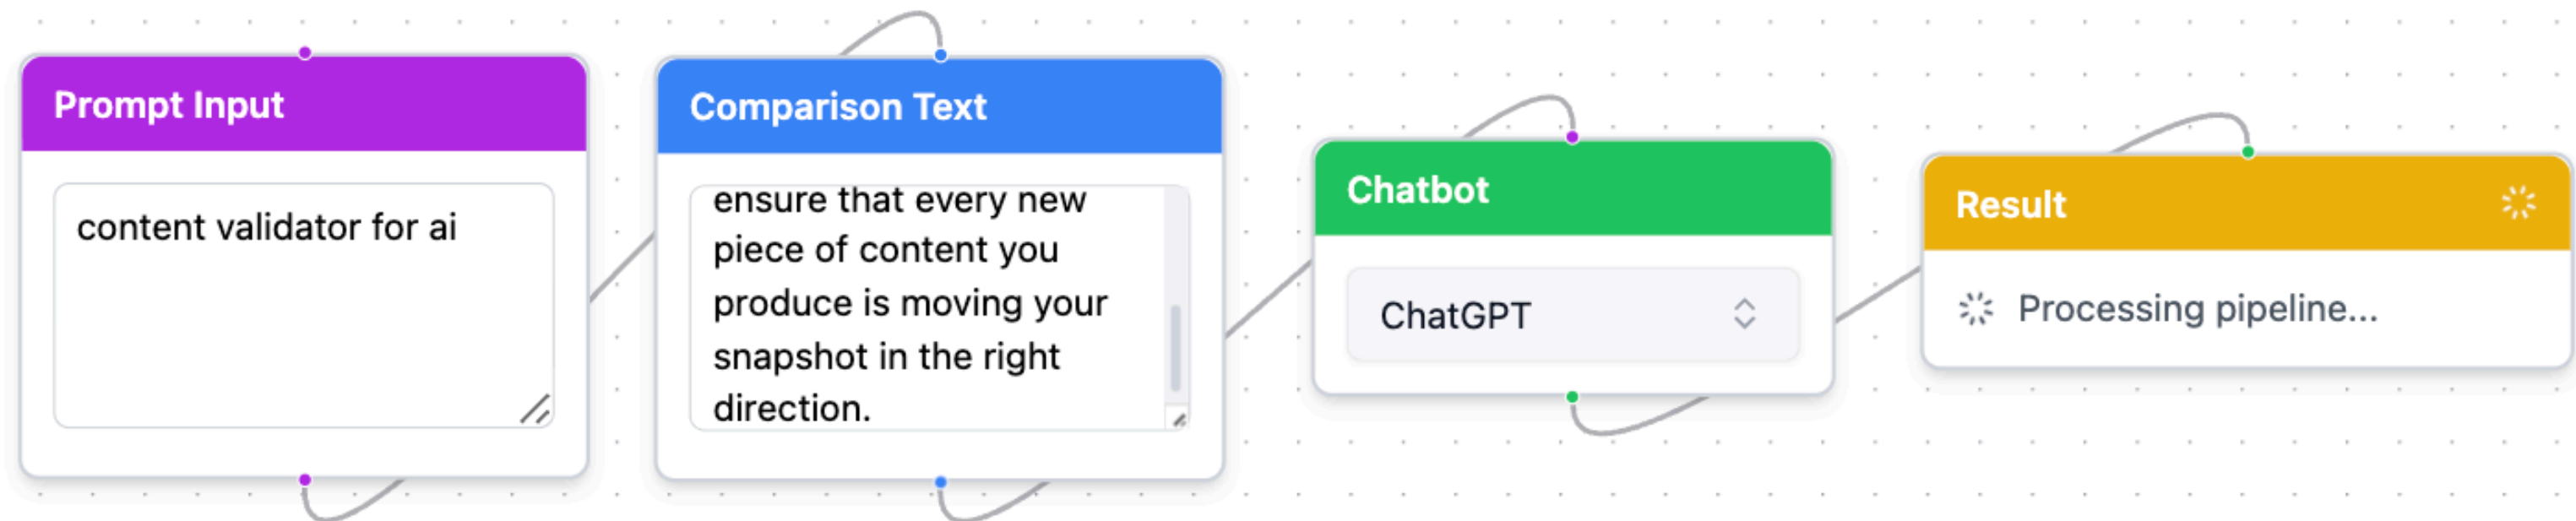 Prompt Input
content validator for ai
Comparison Text
ensure that every new
piece of content you
produce is moving your
snapshot in the right
direction.
Chatbot
ChatGPT
Result
Processing pipeline...